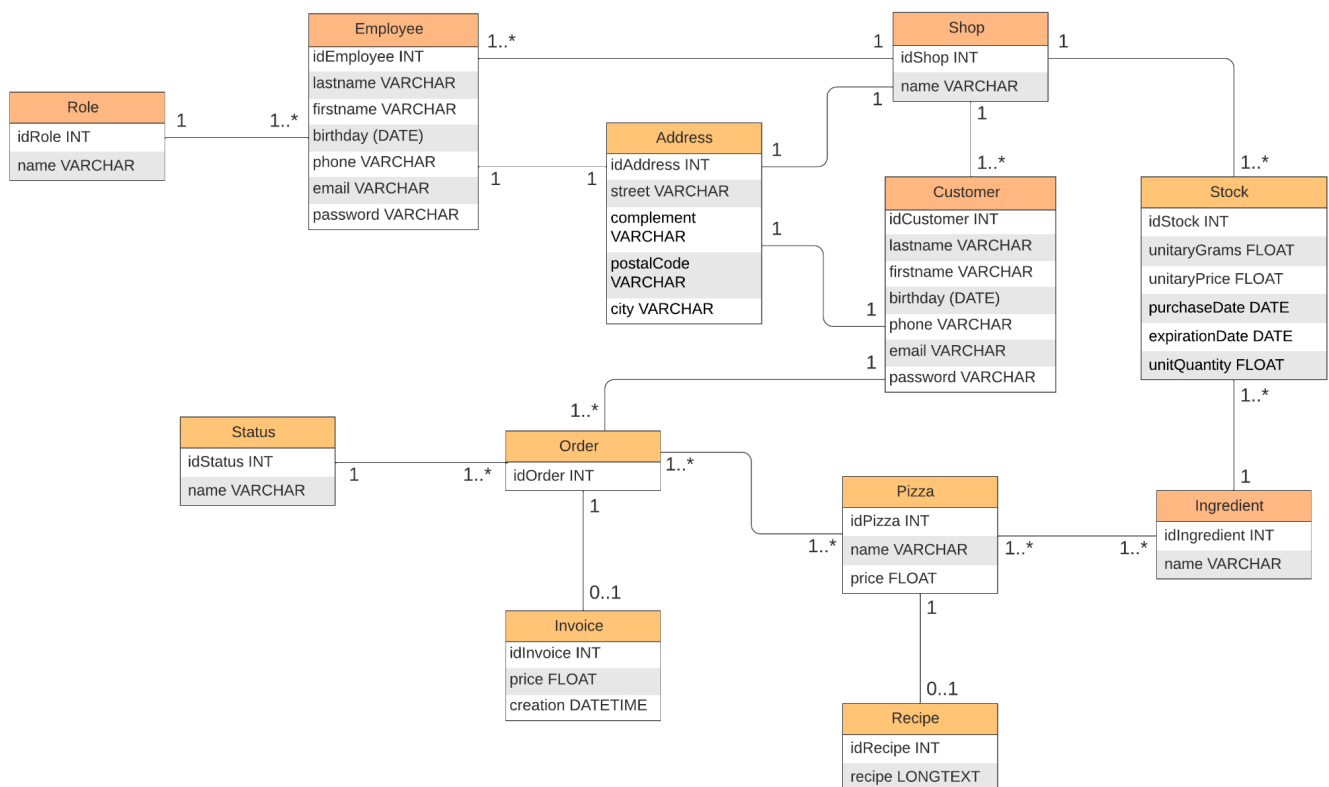 Employee
idEmployee INT
lastname VARCHAR
firstname VARCHAR
birthday (DATE)
phone VARCHAR
email VARCHAR
password VARCHAR
1..*
1
Shop
idShop INT
name VARCHAR
1
1
1
Role
idRole INT
name VARCHAR
1
1..*
1
1
Address
idAddress INT
street VARCHAR
complement
VARCHAR
postalCode
VARCHAR
city VARCHAR
1
1
1..*
1..*
Customer
idCustomer INT
lastname VARCHAR
firstname VARCHAR
birthday (DATE)
phone VARCHAR
email VARCHAR
password VARCHAR
1
1
Stock
idStock INT
unitaryGrams FLOAT
unitaryPrice FLOAT
purchaseDate DATE
expirationDate DATE
unitQuantity FLOAT
1..*
1
1..*
Status
idStatus INT
name VARCHAR
1
1..*
Order
idOrder INT
1..*
1
0..1
Invoice
idInvoice INT
price FLOAT
creation DATETIME
1..*
Pizza
idPizza INT
name VARCHAR
price FLOAT
1..*
1..*
Ingredient
idIngredient INT
name VARCHAR
1
0..1
Recipe
idRecipe INT
recipe LONGTEXT